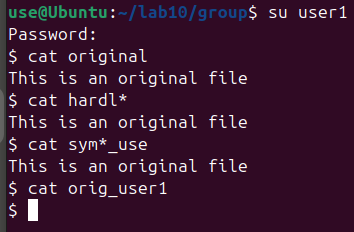 use@Ubuntu:~/lab10/group$ su user1
Password:
$ cat original
This is an original file
$ cat hardl*
This is an original file
$ cat sym*_use
This is an original file
$ cat orig_user1
$